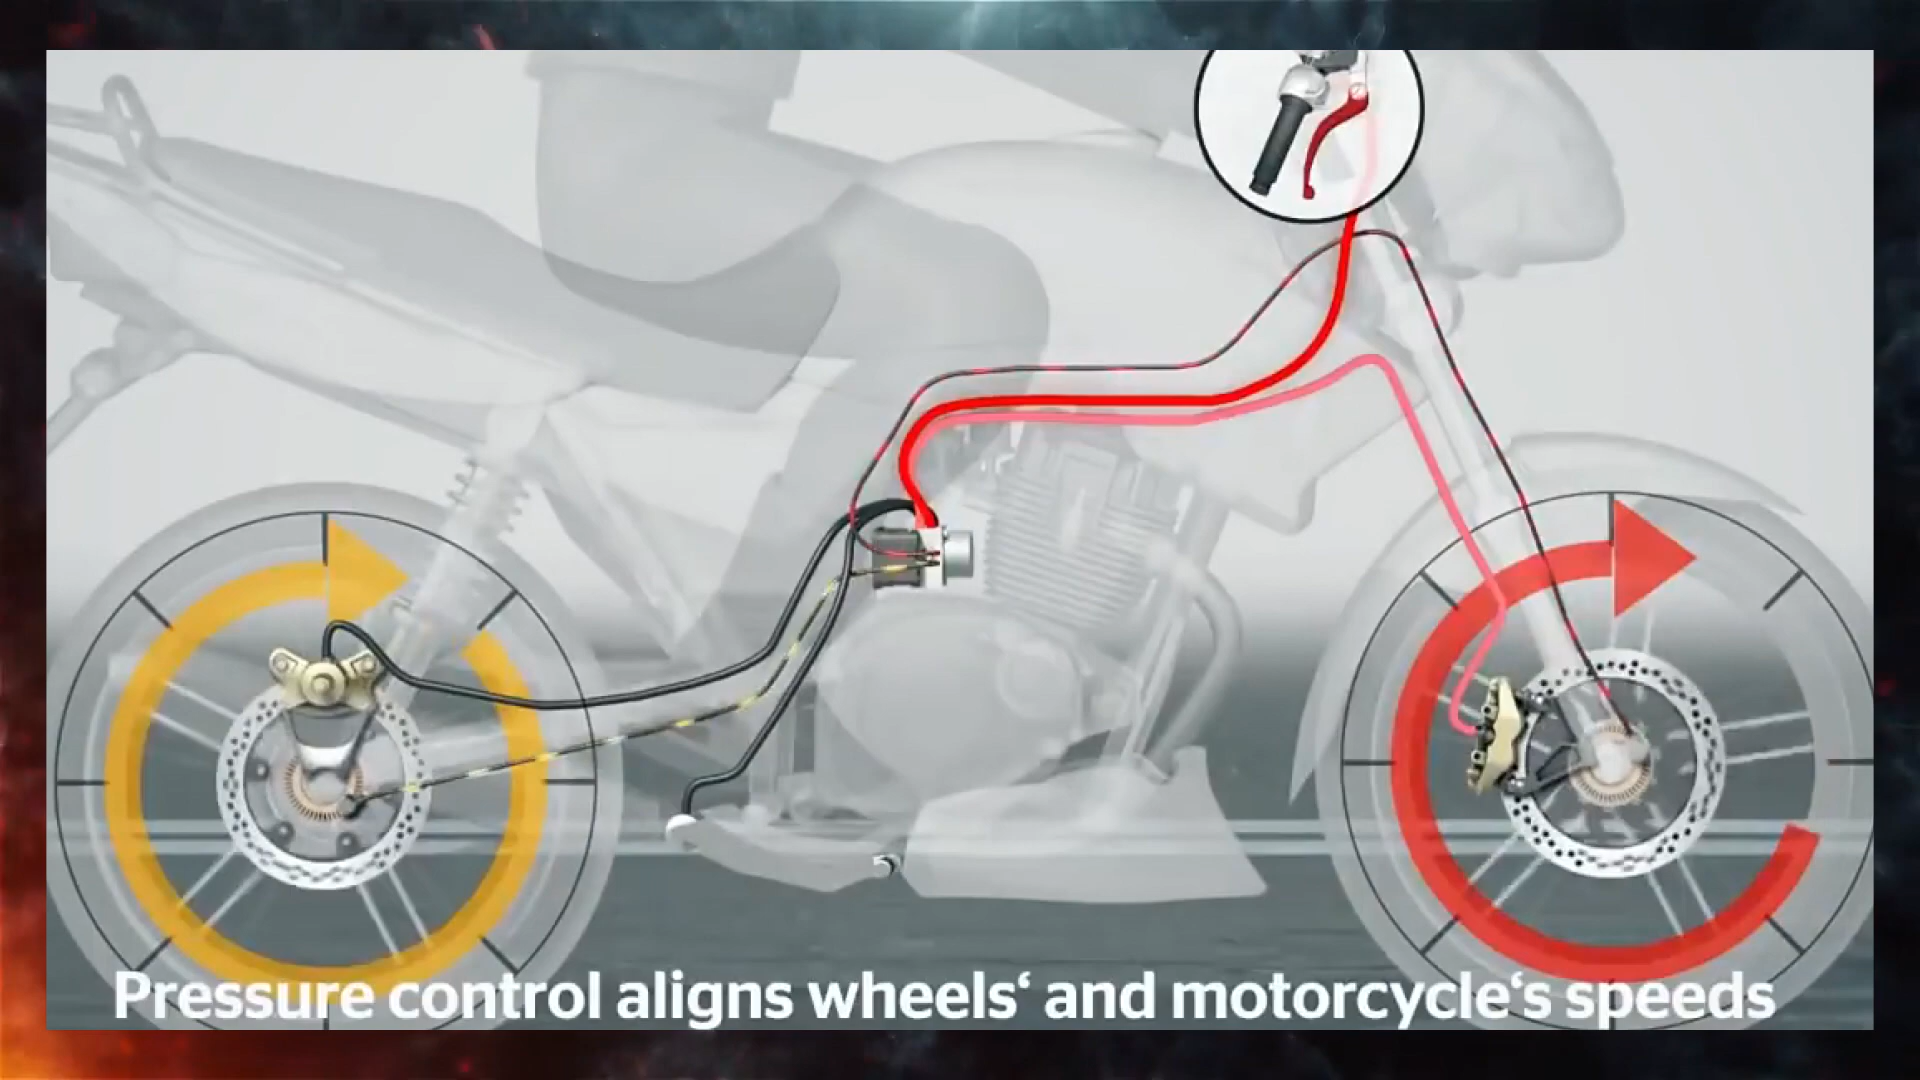 Pressure control aligns wheels‘ and motorcycle‘s speeds